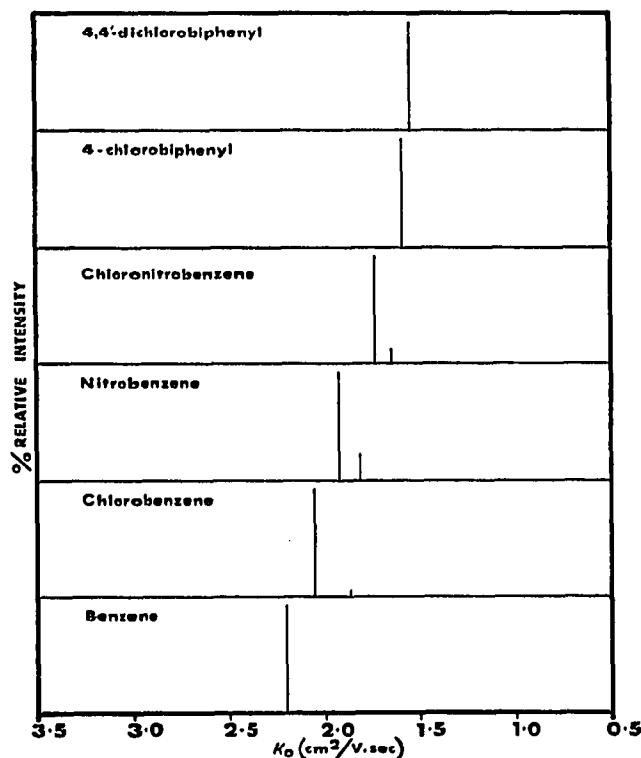 4,4'-dichlorobiphenyl
4-chlorobiphenyl
Chloronitrobenzene
Nitrobenzene
Chlorobenzene
Benzene
% RELATIVE INTENSITY
3.5 3.0 2.5 2.0 1.5 1.0 0.5
K₀ (cm²/V.sec)